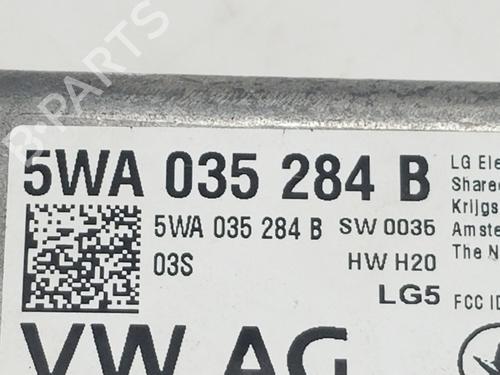 B-PARTS
5WA 035 284 B
5WA 035 284 B SW 0035
03S HW H20
LG5
VW AG
LG Ele
Share
Krijgs
Amste
The N
FCC ID